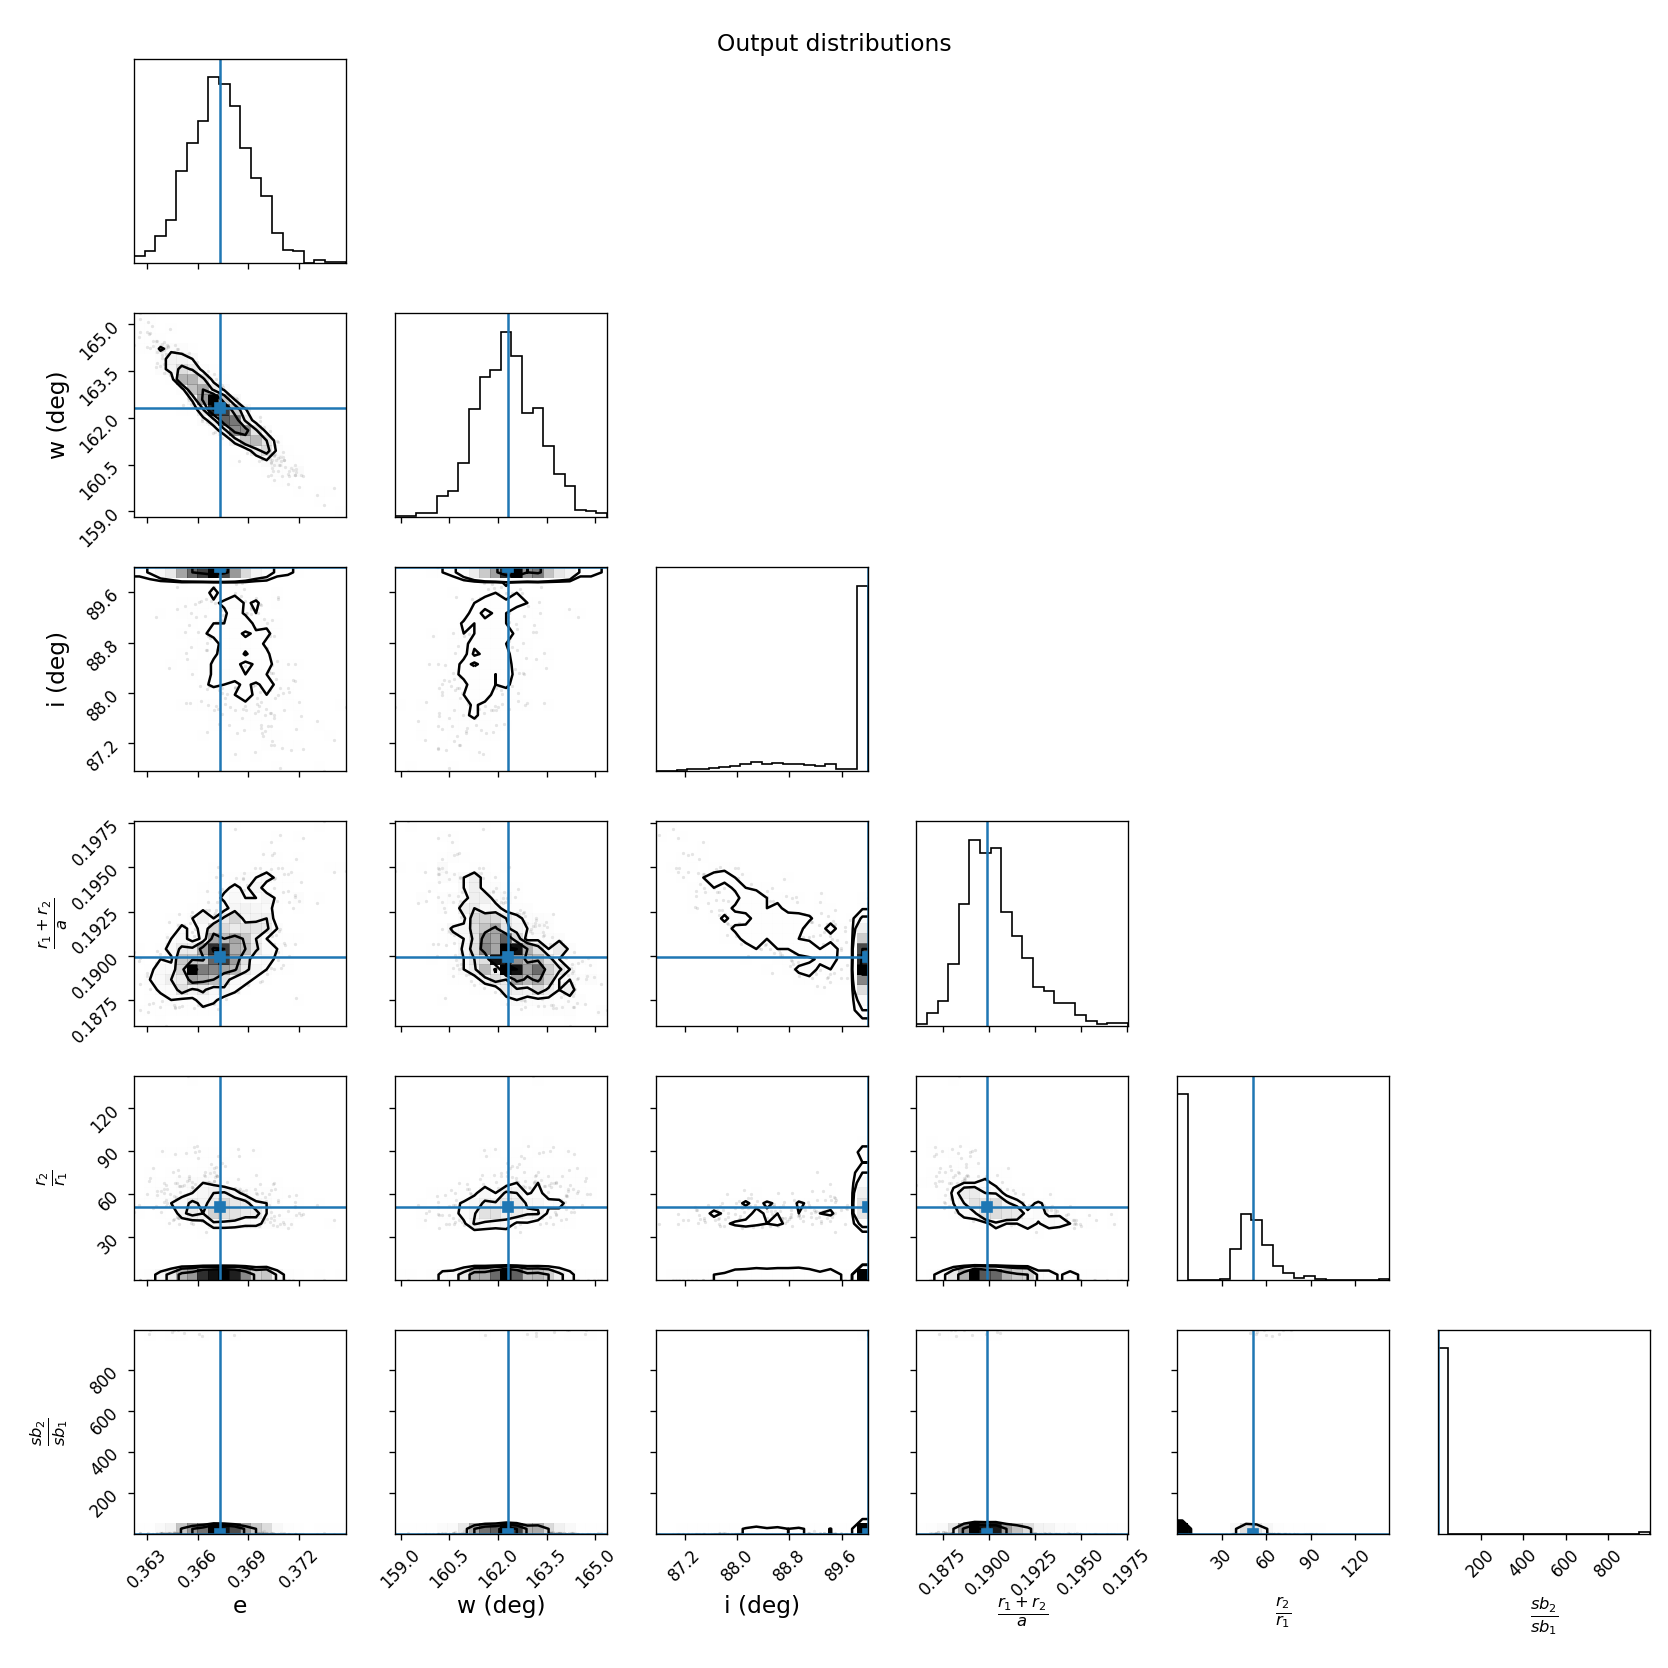 Output distributions
165.0
163.5
162.0
160.5
159.0
w (deg)
89.6
88.8
88.0
87.2
i (deg)
0.1975
0.1950
0.1925
0.1900
0.1875
r₁ + r₂
a
120
90
60
30
r₂
r₁
800
600
400
200
sb₂
sb₁
0.363 0.366 0.369 0.372
159.0 160.5 162.0 163.5 165.0
87.2 88.0 88.8 89.6
0.1875 0.1900 0.1925 0.1950 0.1975
30 60 90 120
200 400 600 800
e
w (deg)
i (deg)
r₁ + r₂
a
r₂
r₁
sb₂
sb₁